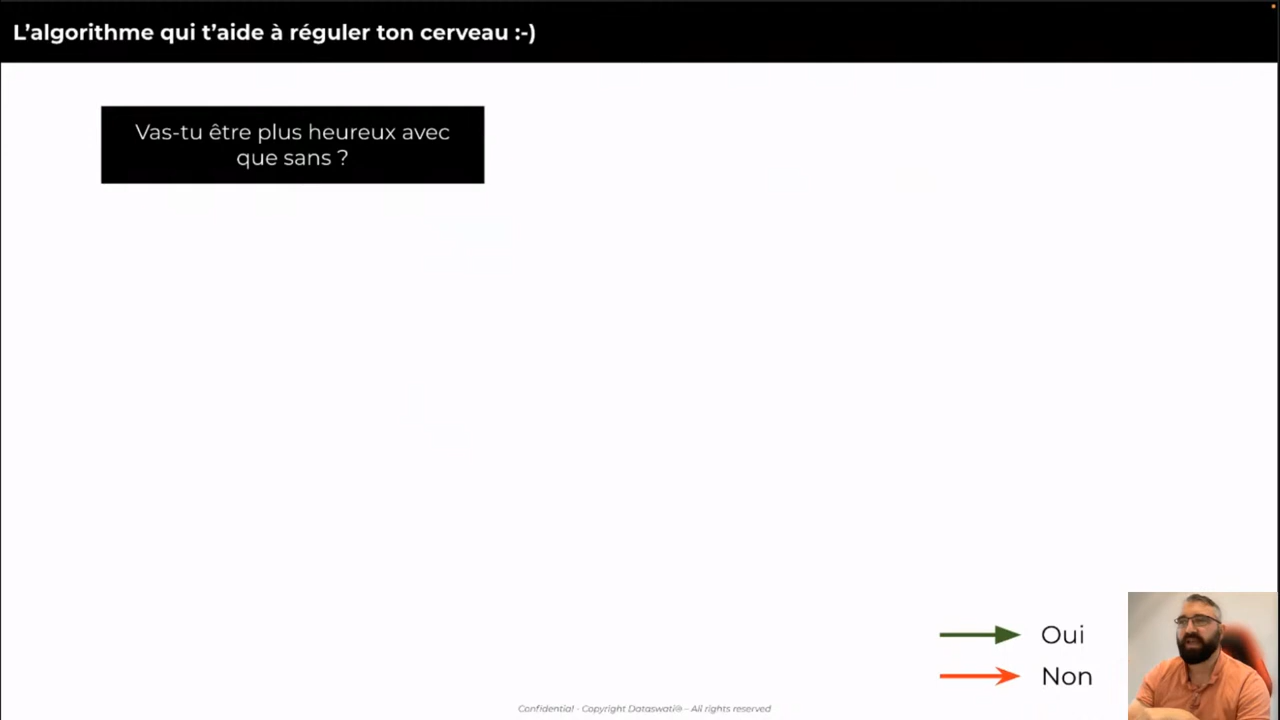 L’algorithme qui t’aide à réguler ton cerveau :-)
Vas-tu être plus heureux avec
que sans ?
Oui
Non
Confidential - Copyright Dataswati® - All rights reserved